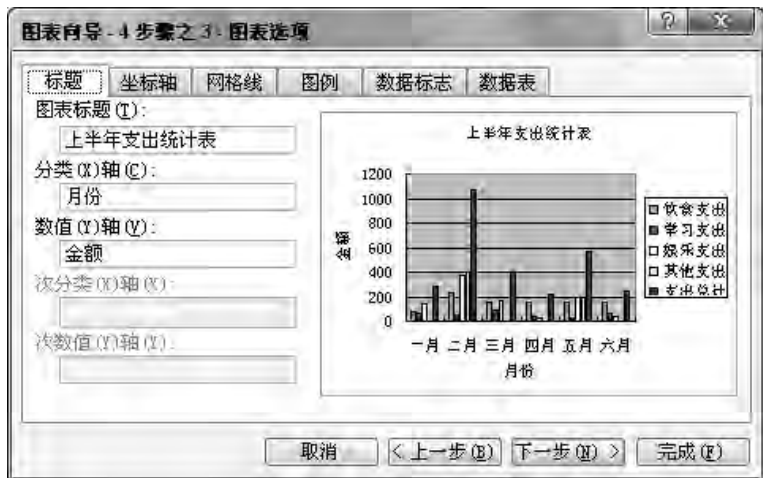 图表向导 - 4 步骤之 3 - 图表选项
标题 坐标轴 网格线 图例 数据标志 数据表
图表标题(T):
上半年支出统计表
分类(X)轴(C):
月份
数值(Y)轴(V):
金额
次分类(X)轴(X):
次数值(Y)轴(Y):
上半年支出统计表
1200
1000
800
600
400
200
0
金额
一月 二月 三月 四月 五月 六月
月份
饮食支出
学习支出
娱乐支出
其他支出
支出总计
取消 < 上一步(B) 下一步(N) > 完成(F)